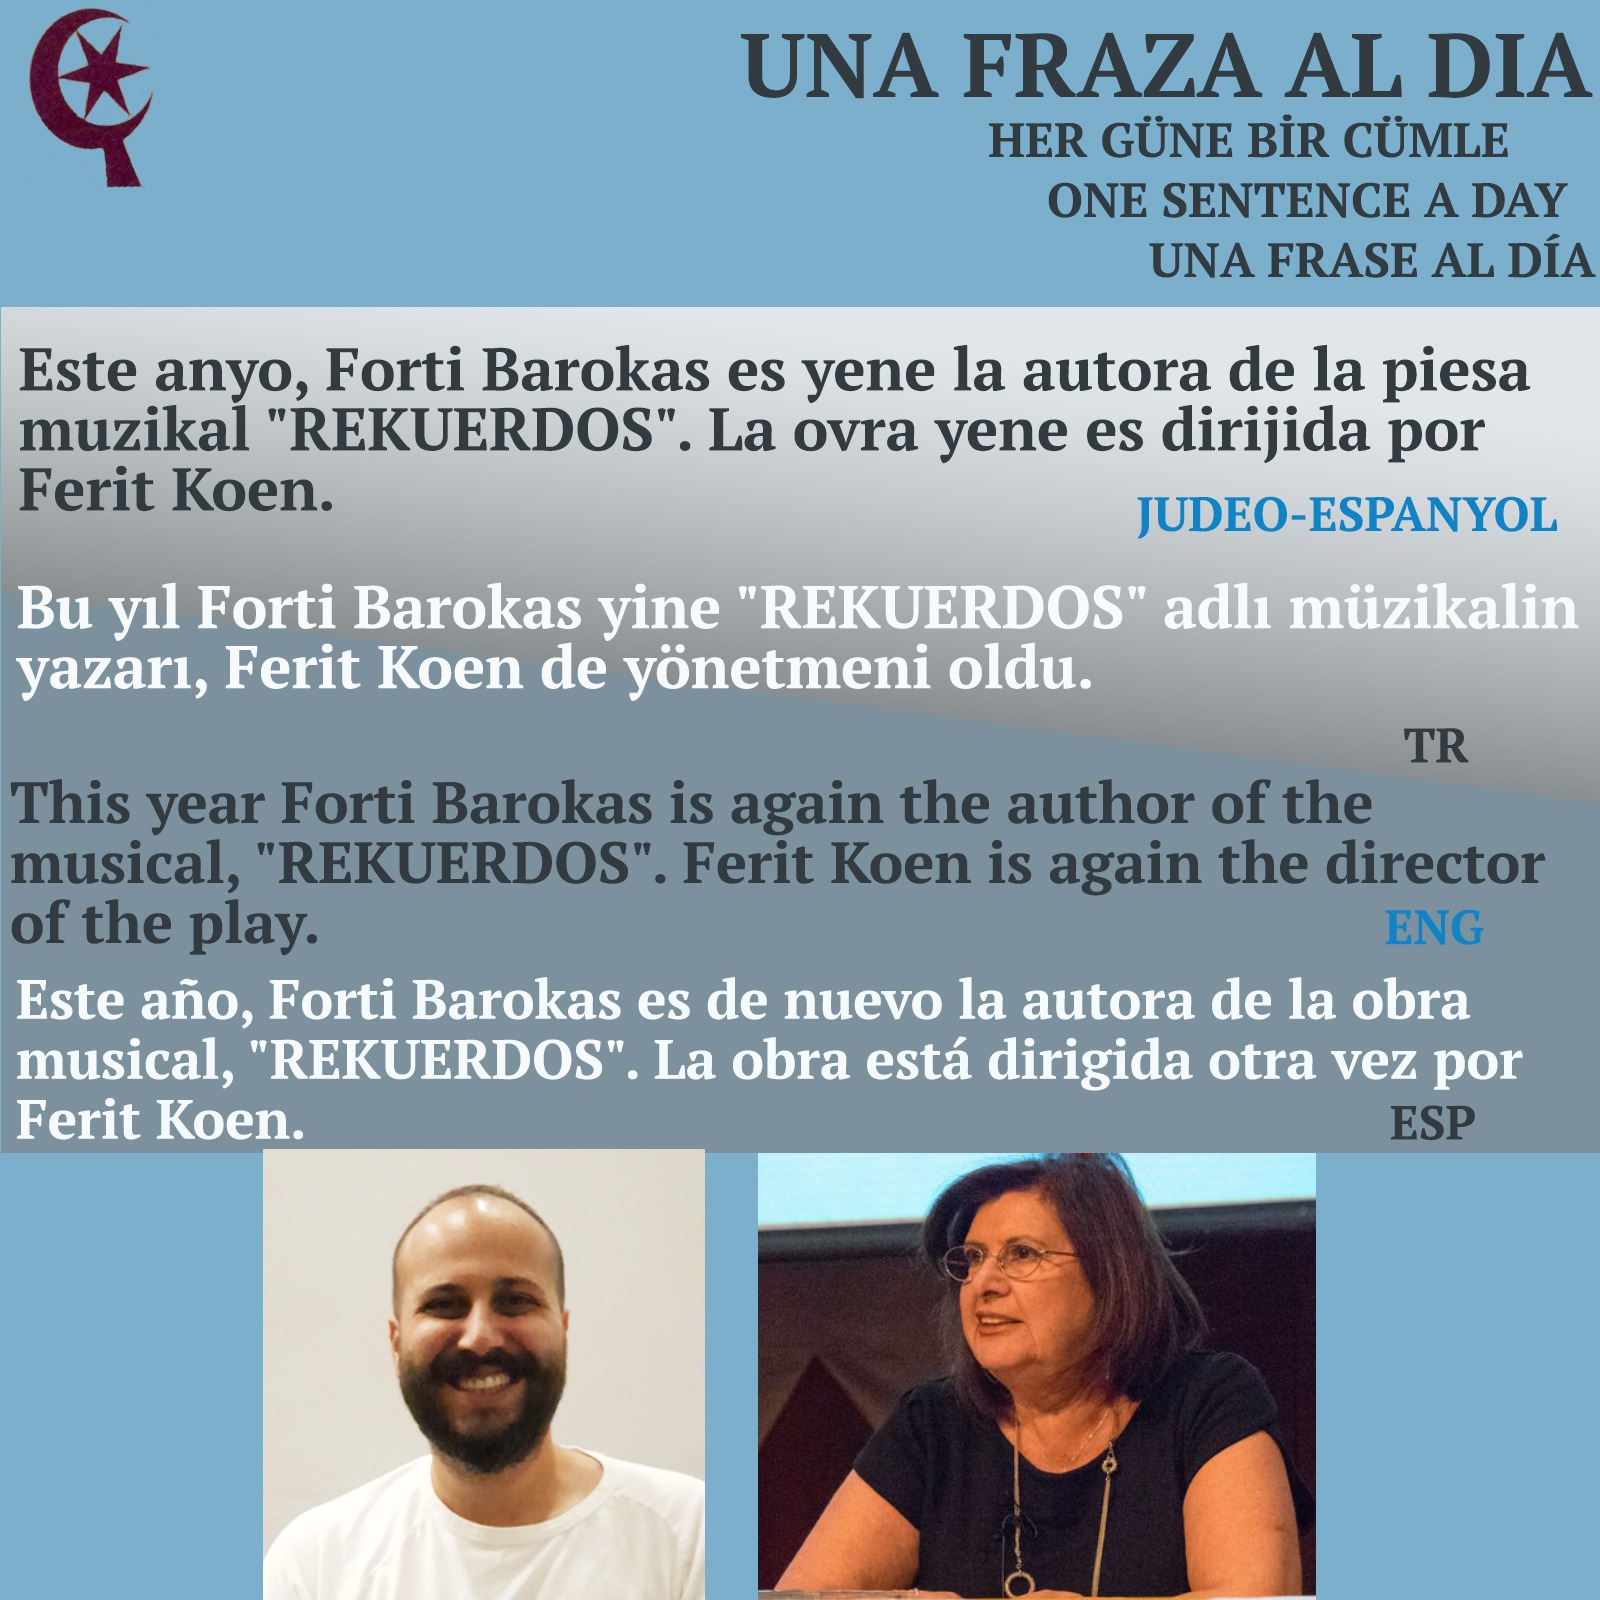 UNA FRAZA AL DIA
HER GÜNE BİR CÜMLE
ONE SENTENCE A DAY
UNA FRASE AL DÍA
Este anyo, Forti Barokas es yene la autora de la piesa
muzikal "REKUERDOS". La ovra yene es dirijida por
Ferit Koen.
JUDEO-ESPANYOL
Bu yıl Forti Barokas yine "REKUERDOS" adlı müzikalin
yazarı, Ferit Koen de yönetmeni oldu.
TR
This year Forti Barokas is again the author of the
musical, "REKUERDOS". Ferit Koen is again the director
of the play.
ENG
Este año, Forti Barokas es de nuevo la autora de la obra
musical, "REKUERDOS". La obra está dirigida otra vez por
Ferit Koen.
ESP